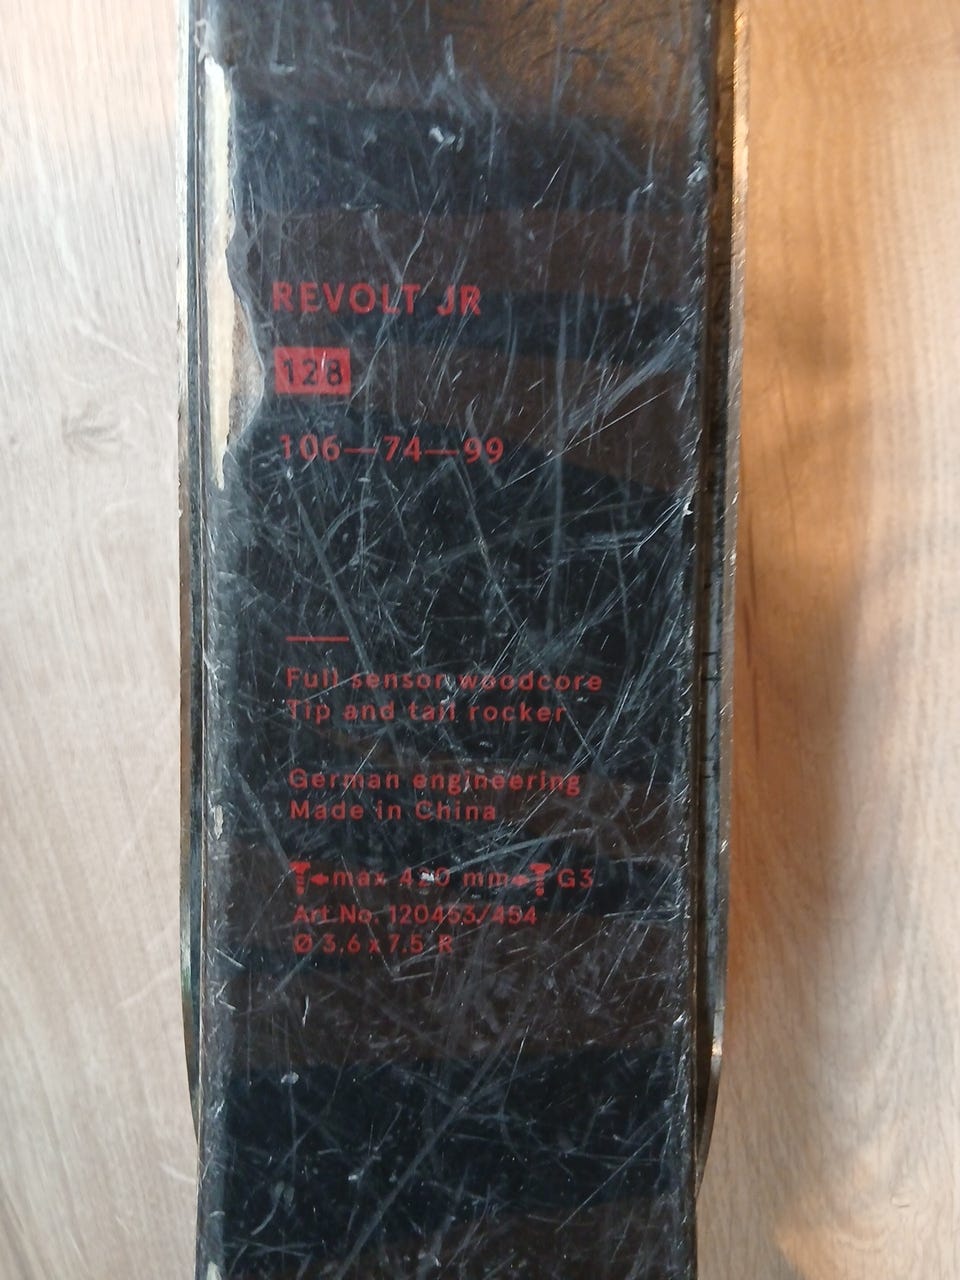 REVOLT JR
128
106—74—99
Full sensor woodcore
Tip and tail rocker
German engineering
Made in China
max 420 mm G3
Art.No. 120453/454
Ø 3.6 x 7.5 R